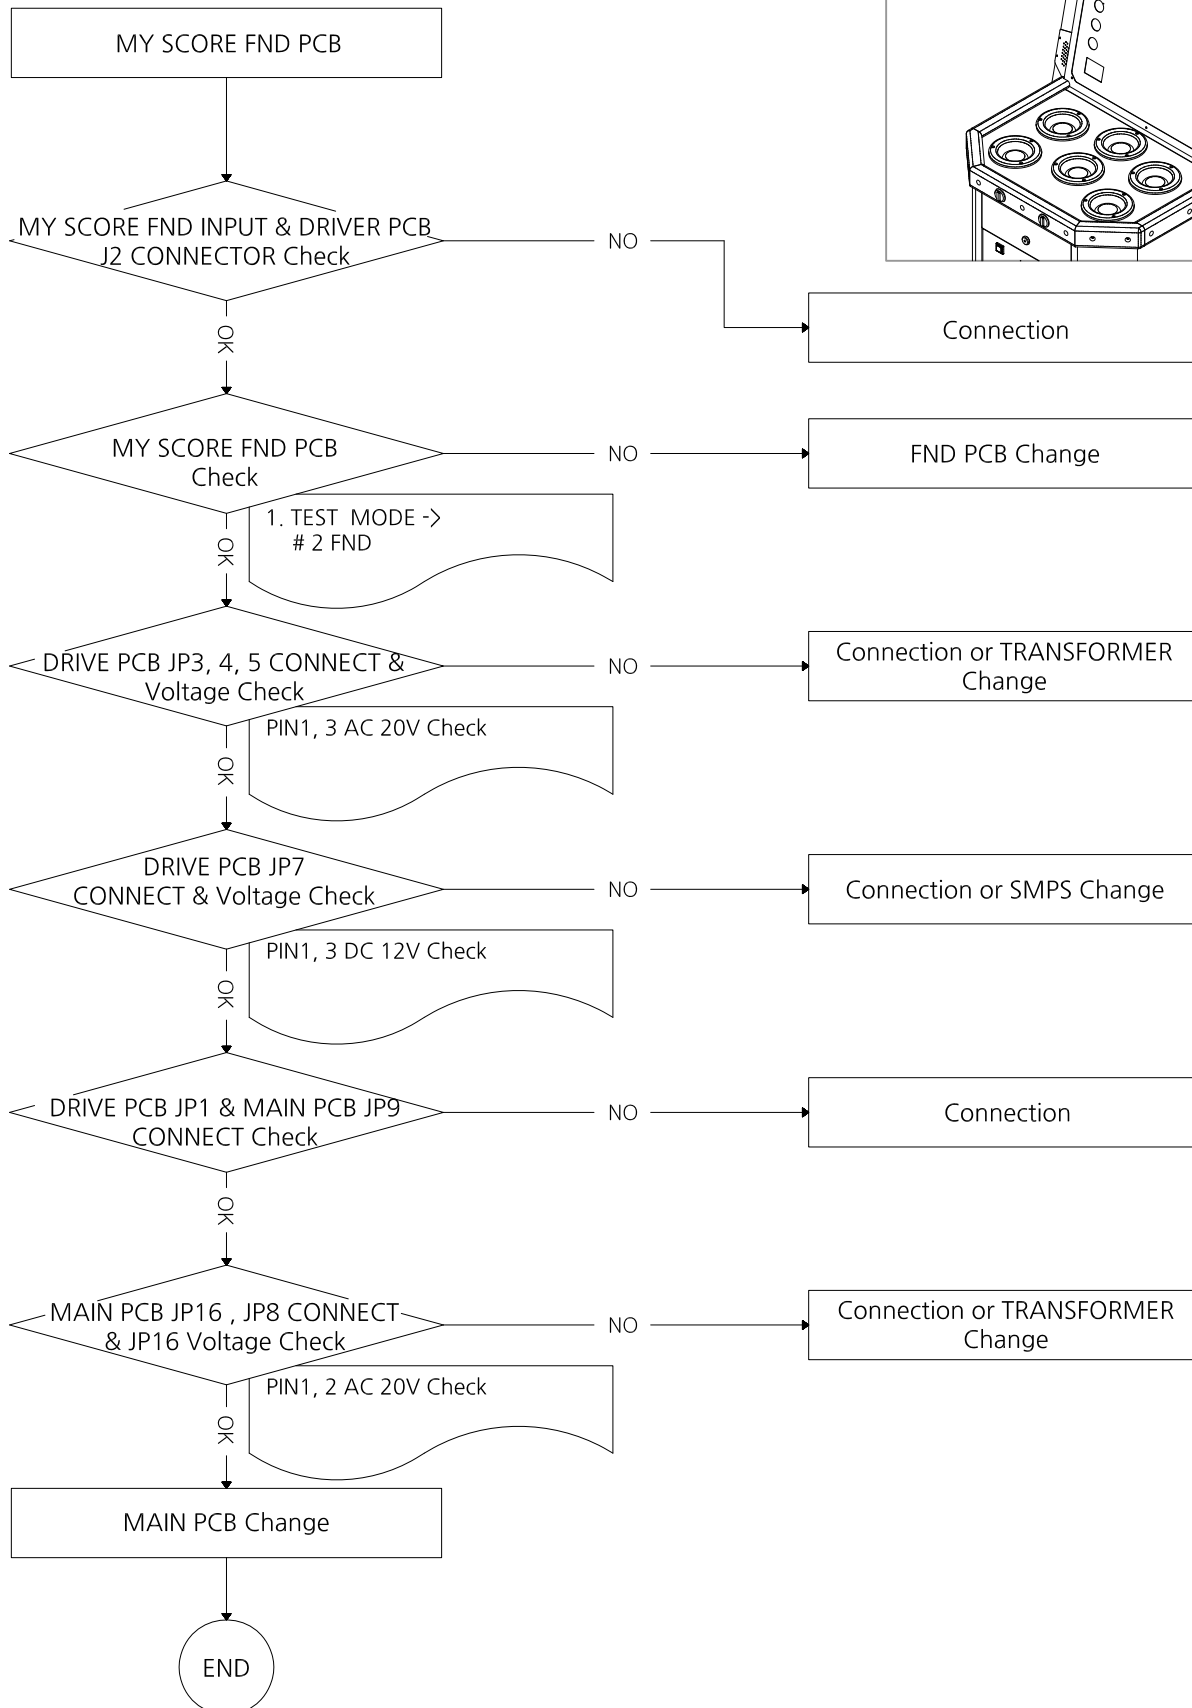 MY SCORE FND PCB
MY SCORE FND INPUT & DRIVER PCB
J2 CONNECTOR Check
NO
Connection
OK
MY SCORE FND PCB
Check
NO
FND PCB Change
1. TEST MODE ->
# 2 FND
OK
DRIVE PCB JP3, 4, 5 CONNECT &
Voltage Check
NO
Connection or TRANSFORMER
Change
PIN1, 3 AC 20V Check
OK
DRIVE PCB JP7
CONNECT & Voltage Check
NO
Connection or SMPS Change
PIN1, 3 DC 12V Check
OK
DRIVE PCB JP1 & MAIN PCB JP9
CONNECT Check
NO
Connection
OK
MAIN PCB JP16 , JP8 CONNECT
& JP16 Voltage Check
NO
Connection or TRANSFORMER
Change
PIN1, 2 AC 20V Check
OK
MAIN PCB Change
END